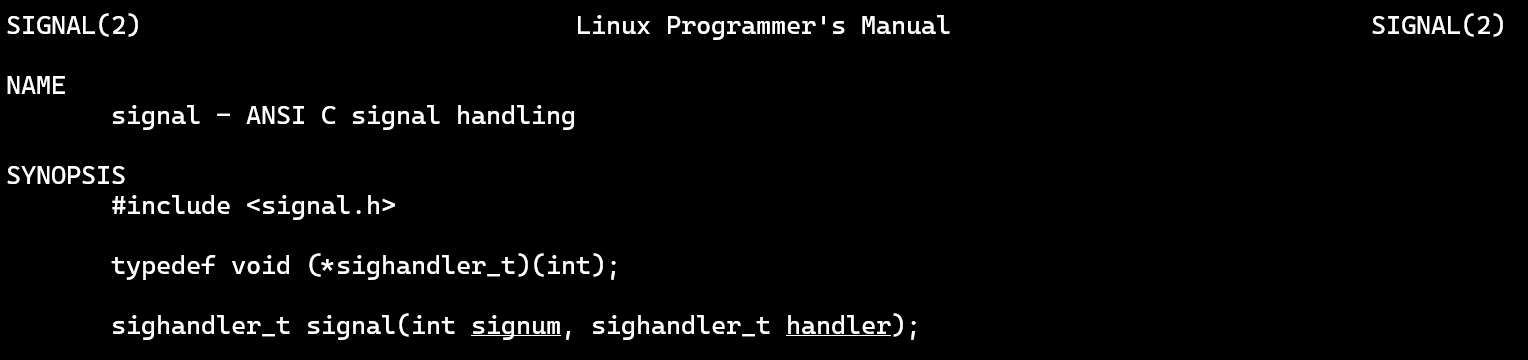 SIGNAL(2) Linux Programmer's Manual SIGNAL(2)
NAME
signal - ANSI C signal handling
SYNOPSIS
#include <signal.h>
typedef void (*sighandler_t)(int);
sighandler_t signal(int signum, sighandler_t handler);